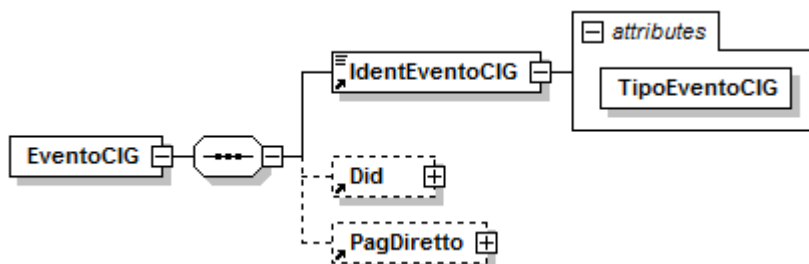 attributes
IdentEventoCIG
TipoEventoCIG
EventoCIG
Did
PagDiretto